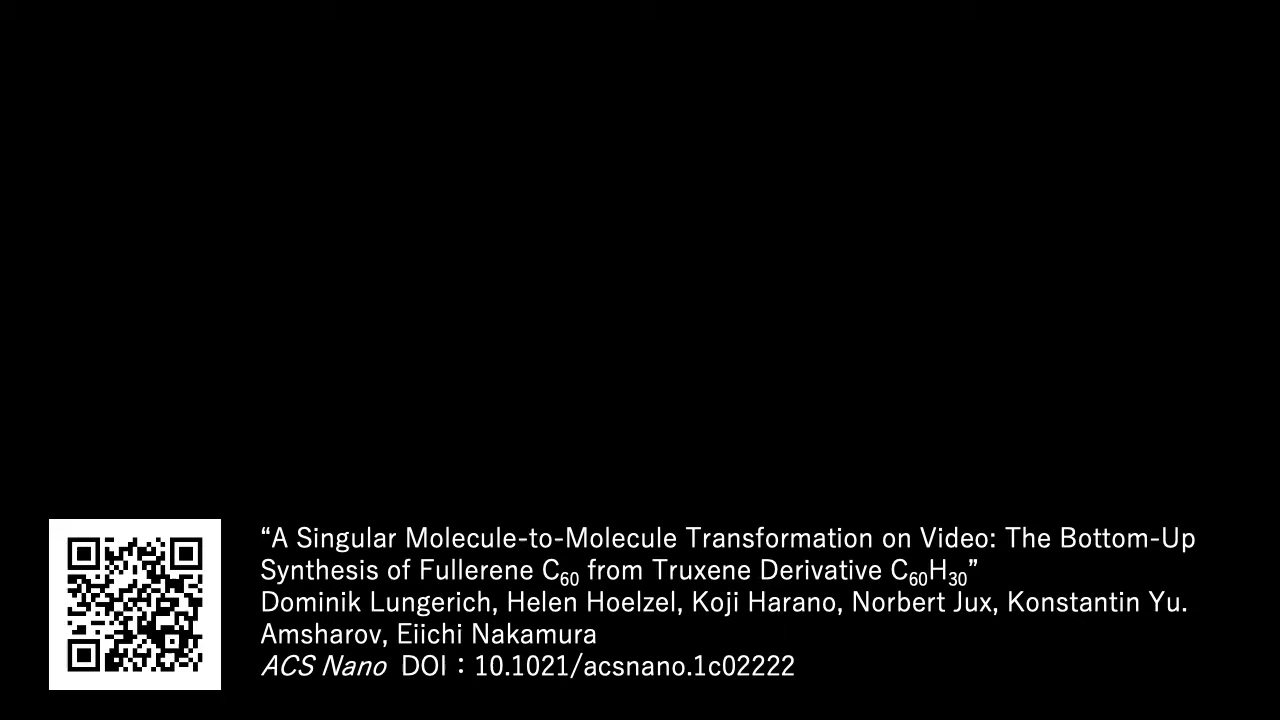 “A Singular Molecule-to-Molecule Transformation on Video: The Bottom-Up
Synthesis of Fullerene C₆₀ from Truxene Derivative C₆₀H₃₀”
Dominik Lungerich, Helen Hoelzel, Koji Harano, Norbert Jux, Konstantin Yu.
Amsharov, Eiichi Nakamura
ACS Nano DOI：10.1021/acsnano.1c02222